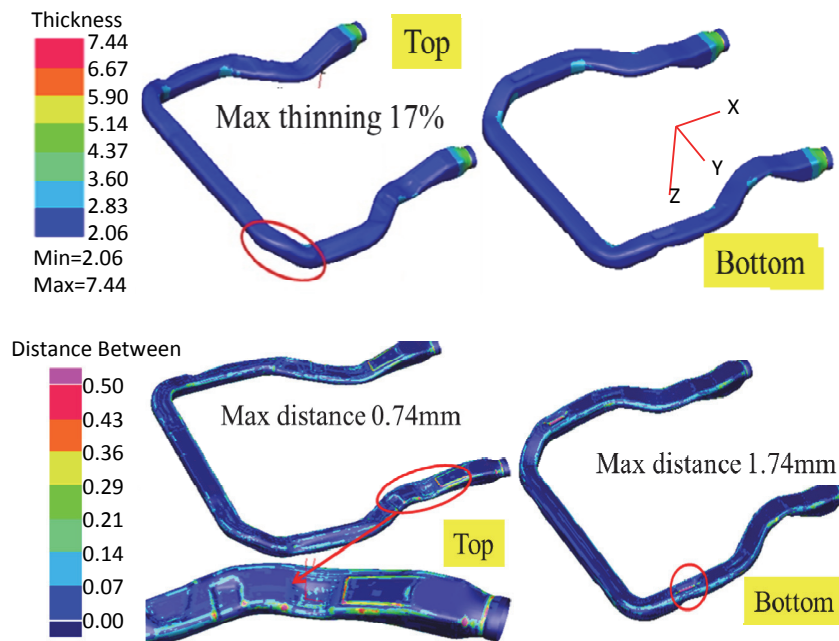 Thickness
7.44
6.67
5.90
5.14
4.37
3.60
2.83
2.06
Min=2.06
Max=7.44
Top
Max thinning 17%
X
Y
Z
Bottom
Distance Between
0.50
0.43
0.36
0.29
0.21
0.14
0.07
0.00
Max distance 0.74mm
Top
Max distance 1.74mm
Bottom